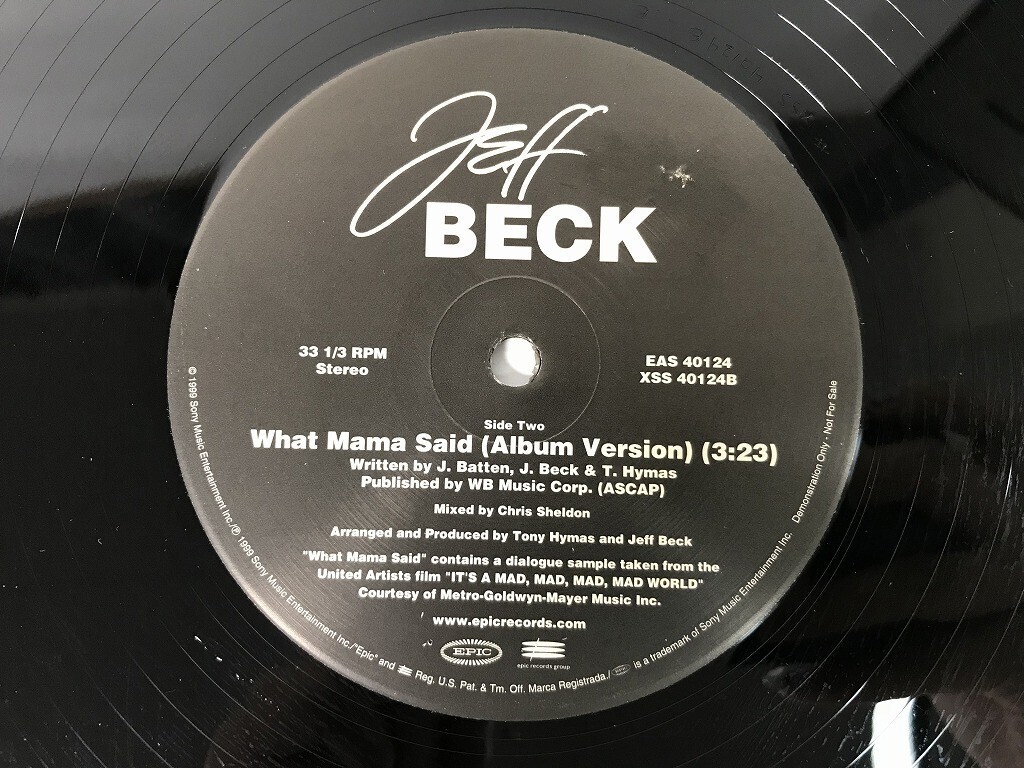 Jeff
BECK
33 1/3 RPM
Stereo
EAS 40124
XSS 40124B
Side Two
What Mama Said (Album Version) (3:23)
Written by J. Batten, J. Beck & T. Hymas
Published by WB Music Corp. (ASCAP)
Mixed by Chris Sheldon
Arranged and Produced by Tony Hymas and Jeff Beck
"What Mama Said" contains a dialogue sample taken from the
United Artists film "IT'S A MAD, MAD, MAD, MAD WORLD"
Courtesy of Metro-Goldwyn-Mayer Music Inc.
www.epicrecords.com
EPIC
epic records group
© 1999 Sony Music Entertainment Inc./℗ 1999 Sony Music Entertainment Inc./"Epic" and Reg. U.S. Pat. & Tm. Off. Marca Registrada./ EPIC is a trademark of Sony Music Entertainment Inc. Demonstration Only - Not For Sale